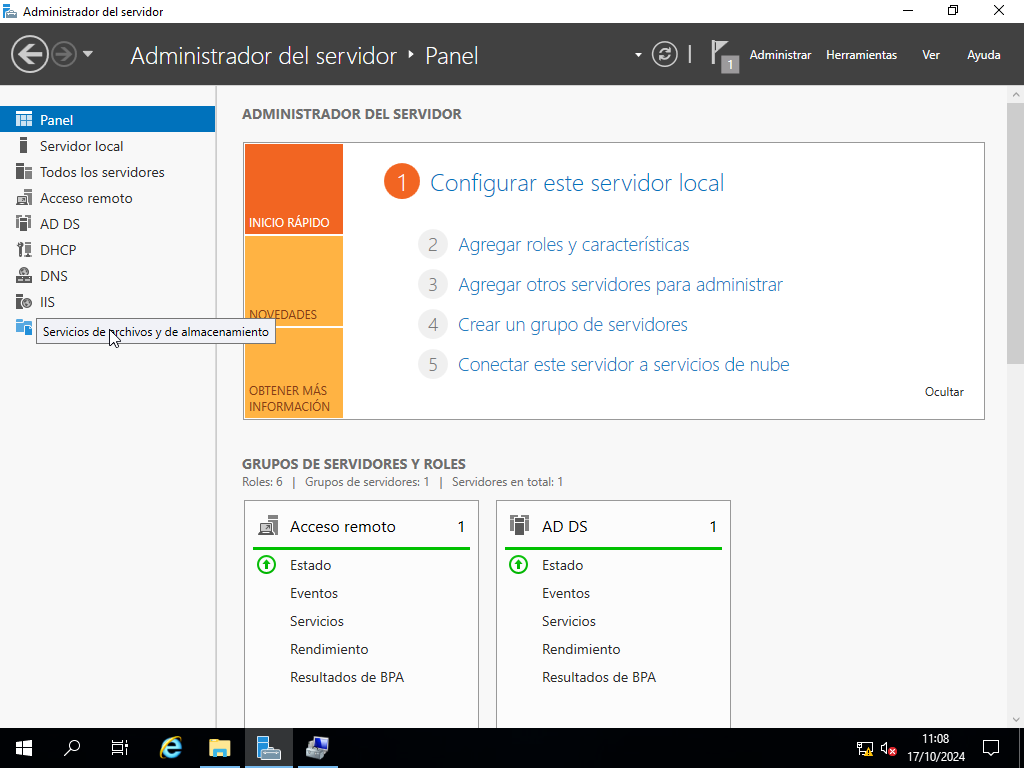 Administrador del servidor
Administrador del servidor ‣ Panel
1
Administrar
Herramientas
Ver
Ayuda
Panel
Servidor local
Todos los servidores
Acceso remoto
AD DS
DHCP
DNS
IIS
Servicios de archivos y de almacenamiento
ADMINISTRADOR DEL SERVIDOR
INICIO RÁPIDO
NOVEDADES
OBTENER MÁS
INFORMACIÓN
1 Configurar este servidor local
2 Agregar roles y características
3 Agregar otros servidores para administrar
4 Crear un grupo de servidores
5 Conectar este servidor a servicios de nube
Ocultar
GRUPOS DE SERVIDORES Y ROLES
Roles: 6 | Grupos de servidores: 1 | Servidores en total: 1
Acceso remoto 1
Estado
Eventos
Servicios
Rendimiento
Resultados de BPA
AD DS 1
Estado
Eventos
Servicios
Rendimiento
Resultados de BPA
11:08
17/10/2024